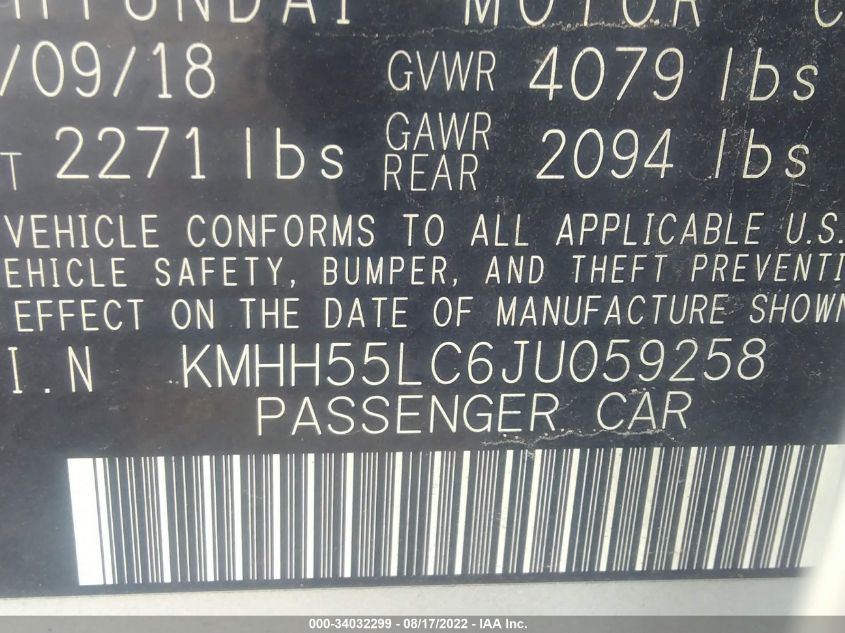 HYUNDAI MOTOR C
/09/18 GVWR 4079 lbs
T 2271 lbs GAWR REAR 2094 lbs
VEHICLE CONFORMS TO ALL APPLICABLE U.S.
EHICLE SAFETY, BUMPER, AND THEFT PREVENTI
EFFECT ON THE DATE OF MANUFACTURE SHOWN
I.N KMHH55LC6JU059258
PASSENGER CAR
000-34032299 - 08/17/2022 - IAA Inc.